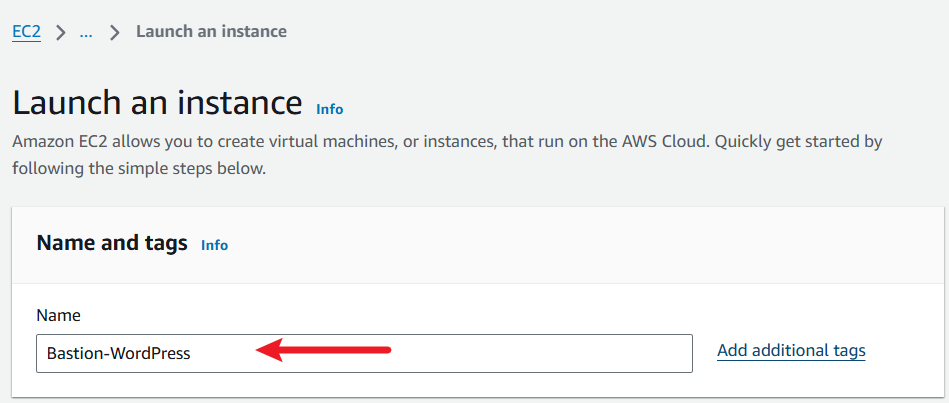 EC2 > ... > Launch an instance
Launch an instance Info
Amazon EC2 allows you to create virtual machines, or instances, that run on the AWS Cloud. Quickly get started by
following the simple steps below.
Name and tags Info
Name
Bastion-WordPress
Add additional tags